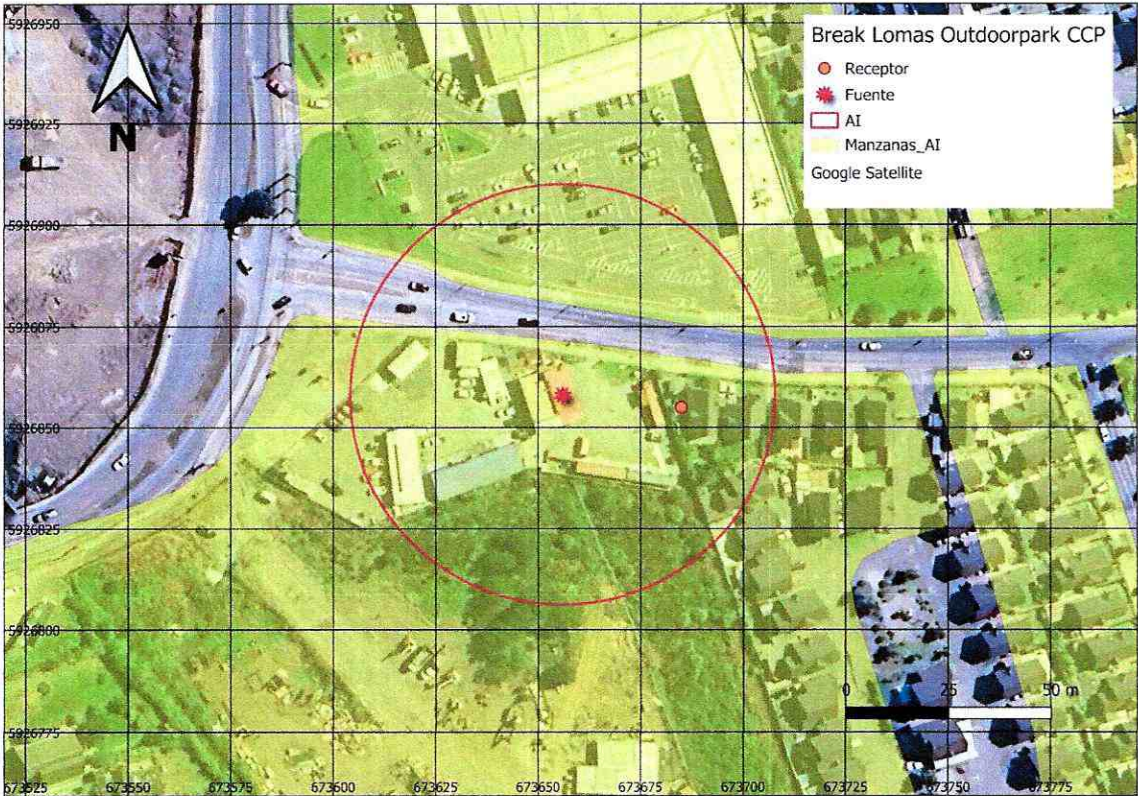 Break Lomas Outdoorpark CCP
Receptor
Fuente
AI
Manzanas_AI
Google Satellite
N
5926950
5926925
5926900
5926875
5926850
5926825
5926800
5926775
0 25 50 m
673525 673550 673575 673600 673625 673650 673675 673700 673725 673750 673775